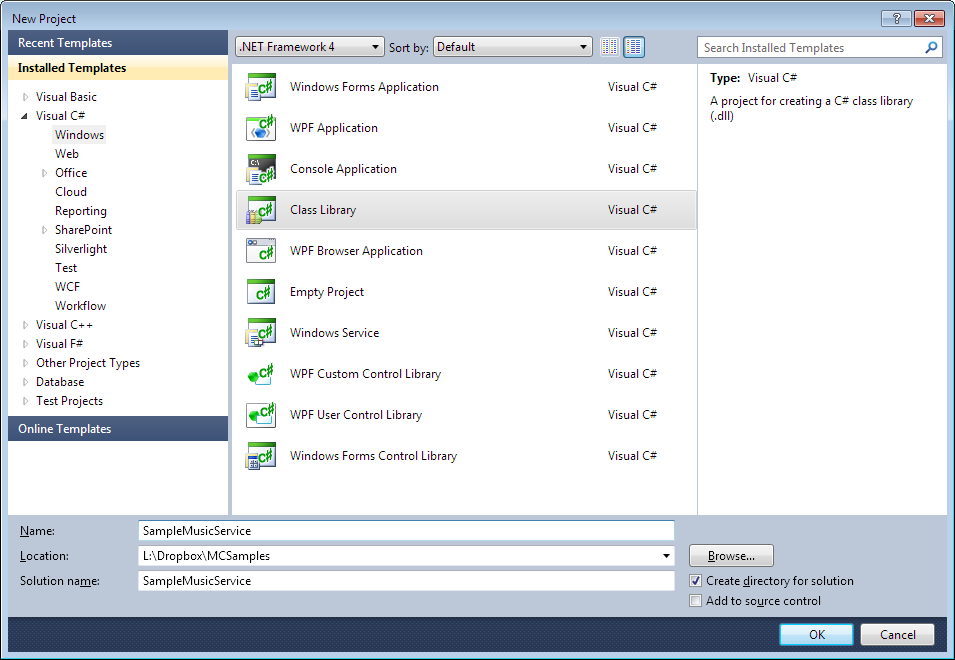 New Project
?
Recent Templates
Installed Templates
Visual Basic
Visual C#
Windows
Web
Office
Cloud
Reporting
SharePoint
Silverlight
Test
WCF
Workflow
Visual C++
Visual F#
Other Project Types
Database
Test Projects
Online Templates
.NET Framework 4 Sort by: Default
Windows Forms Application Visual C#
WPF Application Visual C#
Console Application Visual C#
Class Library Visual C#
WPF Browser Application Visual C#
Empty Project Visual C#
Windows Service Visual C#
WPF Custom Control Library Visual C#
WPF User Control Library Visual C#
Windows Forms Control Library Visual C#
Search Installed Templates
Type: Visual C#
A project for creating a C# class library
(.dll)
Name: SampleMusicService
Location: L:\Dropbox\MCSamples Browse...
Solution name: SampleMusicService
Create directory for solution
Add to source control
OK Cancel